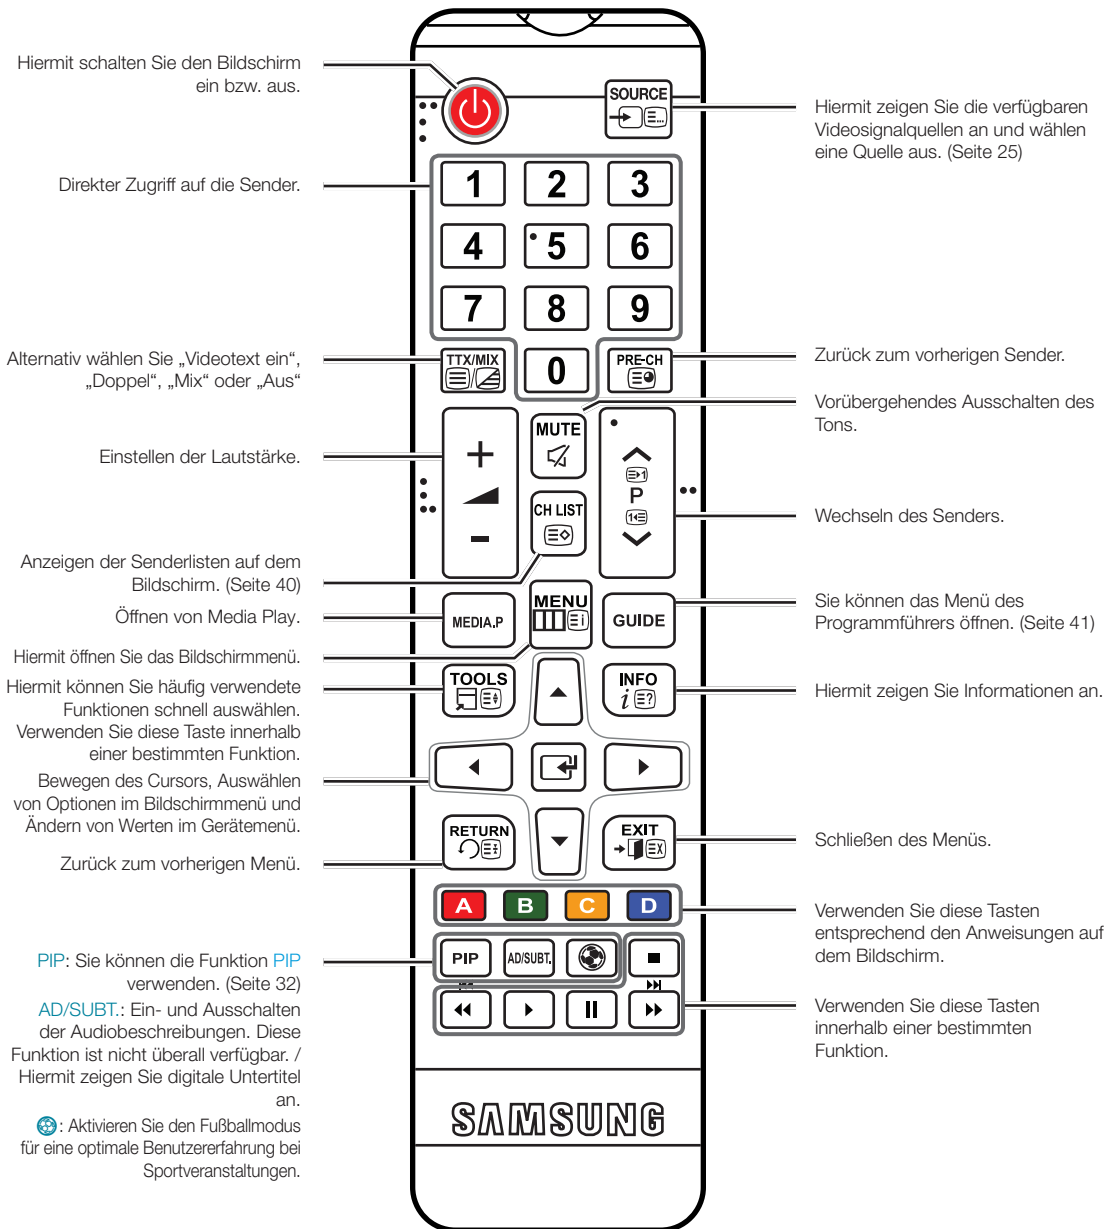 Hiermit schalten Sie den Bildschirm
ein bzw. aus.
SOURCE
Hiermit zeigen Sie die verfügbaren
Videosignalquellen an und wählen
eine Quelle aus. (Seite 25)
Direkter Zugriff auf die Sender.
1 2 3
4 5 6
7 8 9
Alternativ wählen Sie „Videotext ein“,
„Doppel“, „Mix“ oder „Aus“
TTX/MIX
0
PRE-CH
Zurück zum vorherigen Sender.
Vorübergehendes Ausschalten des
Tons.
MUTE
Einstellen der Lautstärke.
+
1
P
1
−
CH LIST
Wechseln des Senders.
Anzeigen der Senderlisten auf dem
Bildschirm. (Seite 40)
Öffnen von Media Play.
MEDIA.P
MENU
i
GUIDE
Sie können das Menü des
Programmführers öffnen. (Seite 41)
Hiermit öffnen Sie das Bildschirmmenü.
Hiermit können Sie häufig verwendete
Funktionen schnell auswählen.
Verwenden Sie diese Taste innerhalb
einer bestimmten Funktion.
TOOLS
INFO
i ?
Hiermit zeigen Sie Informationen an.
Bewegen des Cursors, Auswählen
von Optionen im Bildschirmmenü und
Ändern von Werten im Gerätemenü.
RETURN
EXIT
X
Schließen des Menüs.
Zurück zum vorherigen Menü.
A B C D
Verwenden Sie diese Tasten
entsprechend den Anweisungen auf
dem Bildschirm.
PIP: Sie können die Funktion PIP
verwenden. (Seite 32)
PIP AD/SUBT.
AD/SUBT.: Ein- und Ausschalten
der Audiobeschreibungen. Diese
Funktion ist nicht überall verfügbar. /
Hiermit zeigen Sie digitale Untertitel
an.
Verwenden Sie diese Tasten
innerhalb einer bestimmten
Funktion.
: Aktivieren Sie den Fußballmodus
für eine optimale Benutzererfahrung bei
Sportveranstaltungen.
SAMSUNG